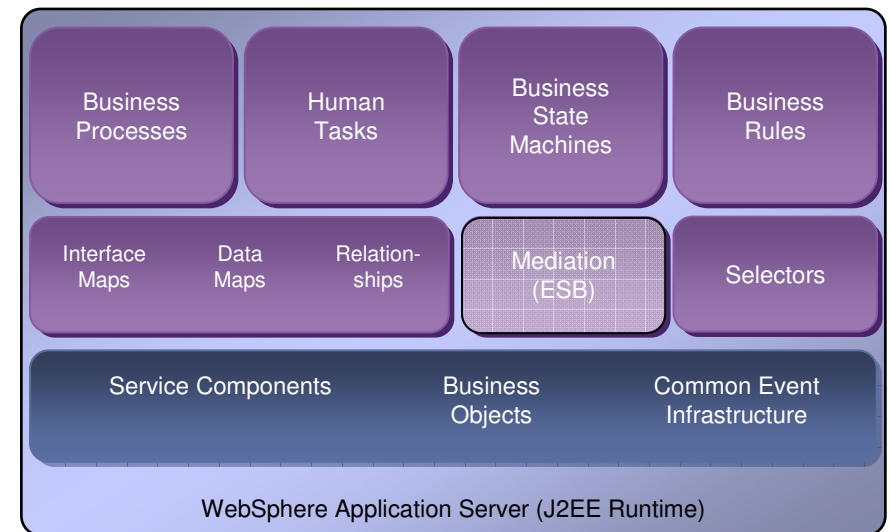 Business
Processes
Human
Tasks
Business
State
Machines
Business
Rules
Interface
Maps
Data
Maps
Relation-
ships
Mediation
(ESB)
Selectors
Service Components
Business
Objects
Common Event
Infrastructure
WebSphere Application Server (J2EE Runtime)